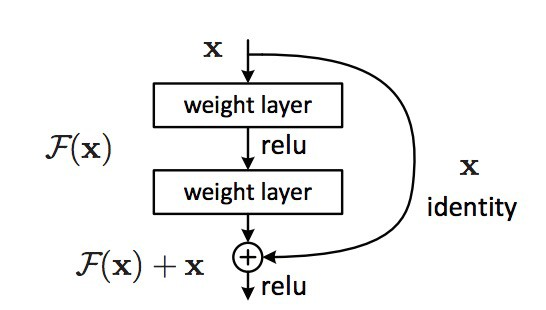 x
weight layer
relu
F(x)
x
weight layer
identity
F(x) + x
+
relu